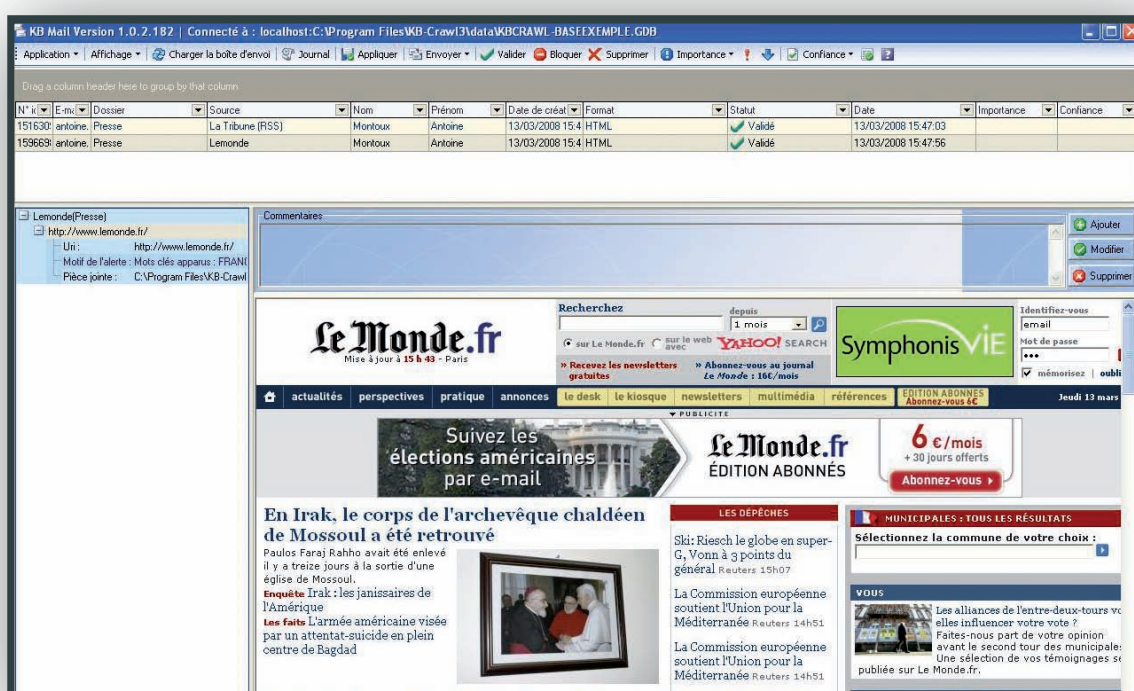 KB Mail Version 1.0.2.182 | Connecté à : localhost:C:\Program Files\KB-Crawl3\data\KBCRAWL-BASEEXEMPLE.GDB
Application Affichage Charger la boîte d'envoi Journal Appliquer Envoyer Valider Bloquer Supprimer Importance Confiance
Drag a column header here to group by that column
N° i E-ma Dossier Source Nom Prénom Date de créat Format Statut Date Importance Confiance
151630 antoine. Presse La Tribune (RSS) Montoux Antoine 13/03/2008 15:4 HTML Validé 13/03/2008 15:47:03
159669 antoine. Presse Lemonde Montoux Antoine 13/03/2008 15:4 HTML Validé 13/03/2008 15:47:56
Lemonde(Presse)
http://www.lemonde.fr/
Uri : http://www.lemonde.fr/
Motif de l'alerte : Mots clés apparus : FRAN
Pièce jointe : C:\Program Files\KB-Crawl
Commentaires
Ajouter
Modifier
Supprimer
Le Monde.fr
Mise à jour à 15 h 43 - Paris
Recherchez
depuis
1 mois
sur Le Monde.fr sur le web avec YAHOO! SEARCH
» Recevez les newsletters gratuites
» Abonnez-vous au journal
Le Monde : 16€/mois
Symphonis VIE
Identifiez-vous
email
Mot de passe
•••
mémorisez | oubli
actualités perspectives pratique annonces le desk le kiosque newsletters multimédia références EDITION ABONNÉS
Abonnez-vous 6€
Jeudi 13 mars
PUBLICITE
Suivez les
élections américaines
par e-mail
Le Monde.fr
ÉDITION ABONNÉS
6 €/mois
+ 30 jours offerts
Abonnez-vous
En Irak, le corps de l'archevêque chaldéen
de Mossoul a été retrouvé
Paulos Faraj Rahho avait été enlevé
il y a treize jours à la sortie d'une
église de Mossoul.
Enquête Irak : les janissaires de
l'Amérique
Les faits L'armée américaine visée
par un attentat-suicide en plein
centre de Bagdad
LES DÉPÊCHES
Ski: Riesch le globe en super-
G, Vonn à 3 points du
général Reuters 15h07
La Commission européenne
soutient l'Union pour la
Méditerranée Reuters 14h51
La Commission européenne
soutient l'Union pour la
Méditerranée Reuters 14h51
MUNICIPALES : TOUS LES RÉSULTATS
Sélectionnez la commune de votre choix :
VOUS
Les alliances de l'entre-deux-tours vo
elles influencer votre vote ?
Faites-nous part de votre opinion
avant le second tour des municipales
Une sélection de vos témoignages se
publiée sur Le Monde.fr.